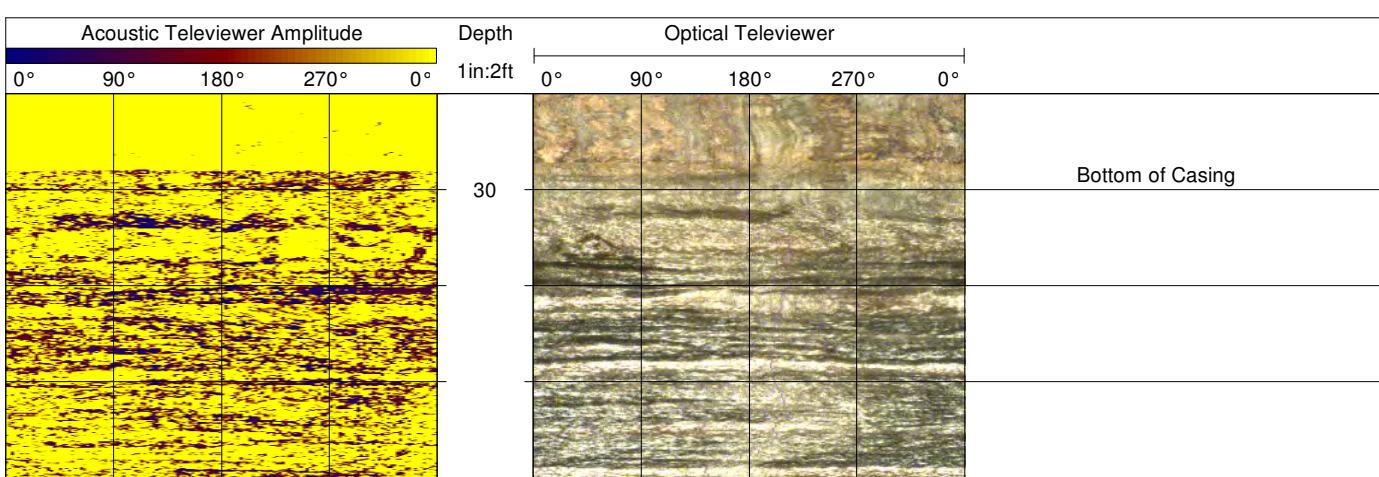 Acoustic Televiewer Amplitude Depth Optical Televiewer
1in:2ft
0° 90° 180° 270° 0° 0° 90° 180° 270° 0°
Bottom of Casing
30